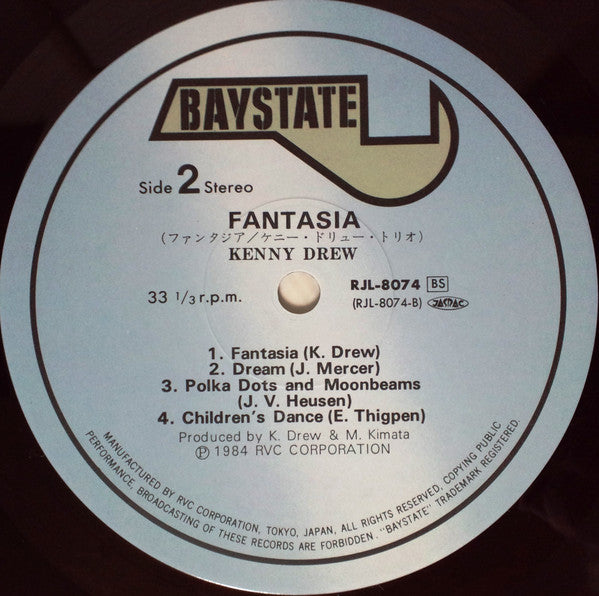 BAYSTATE
Side 2 Stereo
FANTASIA
(ファンタジア/ケニー・ドリュー・トリオ)
KENNY DREW
33 1/3 r.p.m.
RJL-8074 BS
(RJL-8074-B) JASRAC
1. Fantasia (K. Drew)
2. Dream (J. Mercer)
3. Polka Dots and Moonbeams
(J. V. Heusen)
4. Children's Dance (E. Thigpen)
Produced by K. Drew & M. Kimata
Ⓟ 1984 RVC CORPORATION
MANUFACTURED BY RVC CORPORATION, TOKYO, JAPAN, ALL RIGHTS RESERVED, COPYING PUBLIC
PERFORMANCE, BROADCASTING OF THESE RECORDS ARE FORBIDDEN. "BAYSTATE" TRADEMARK REGISTERED.